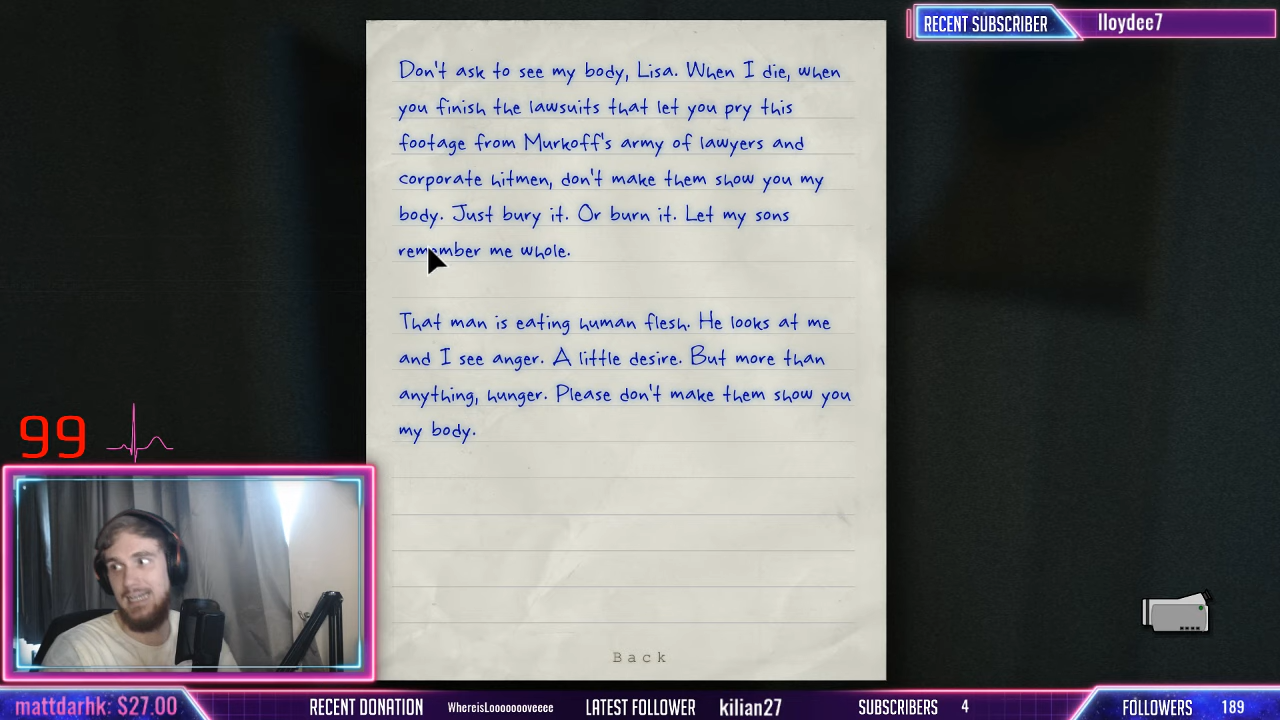 RECENT SUBSCRIBER lloydee7
Don't ask to see my body, Lisa. When I die, when
you finish the lawsuits that let you pry this
footage from Murkoff's army of lawyers and
corporate hitmen, don't make them show you my
body. Just bury it. Or burn it. Let my sons
remember me whole.
That man is eating human flesh. He looks at me
and I see anger. A little desire. But more than
anything, hunger. Please don't make them show you
my body.
99
Back
mattdarhk: $27.00 RECENT DONATION WhereisLoooooooveeee LATEST FOLLOWER kilian27 SUBSCRIBERS 4 FOLLOWERS 189